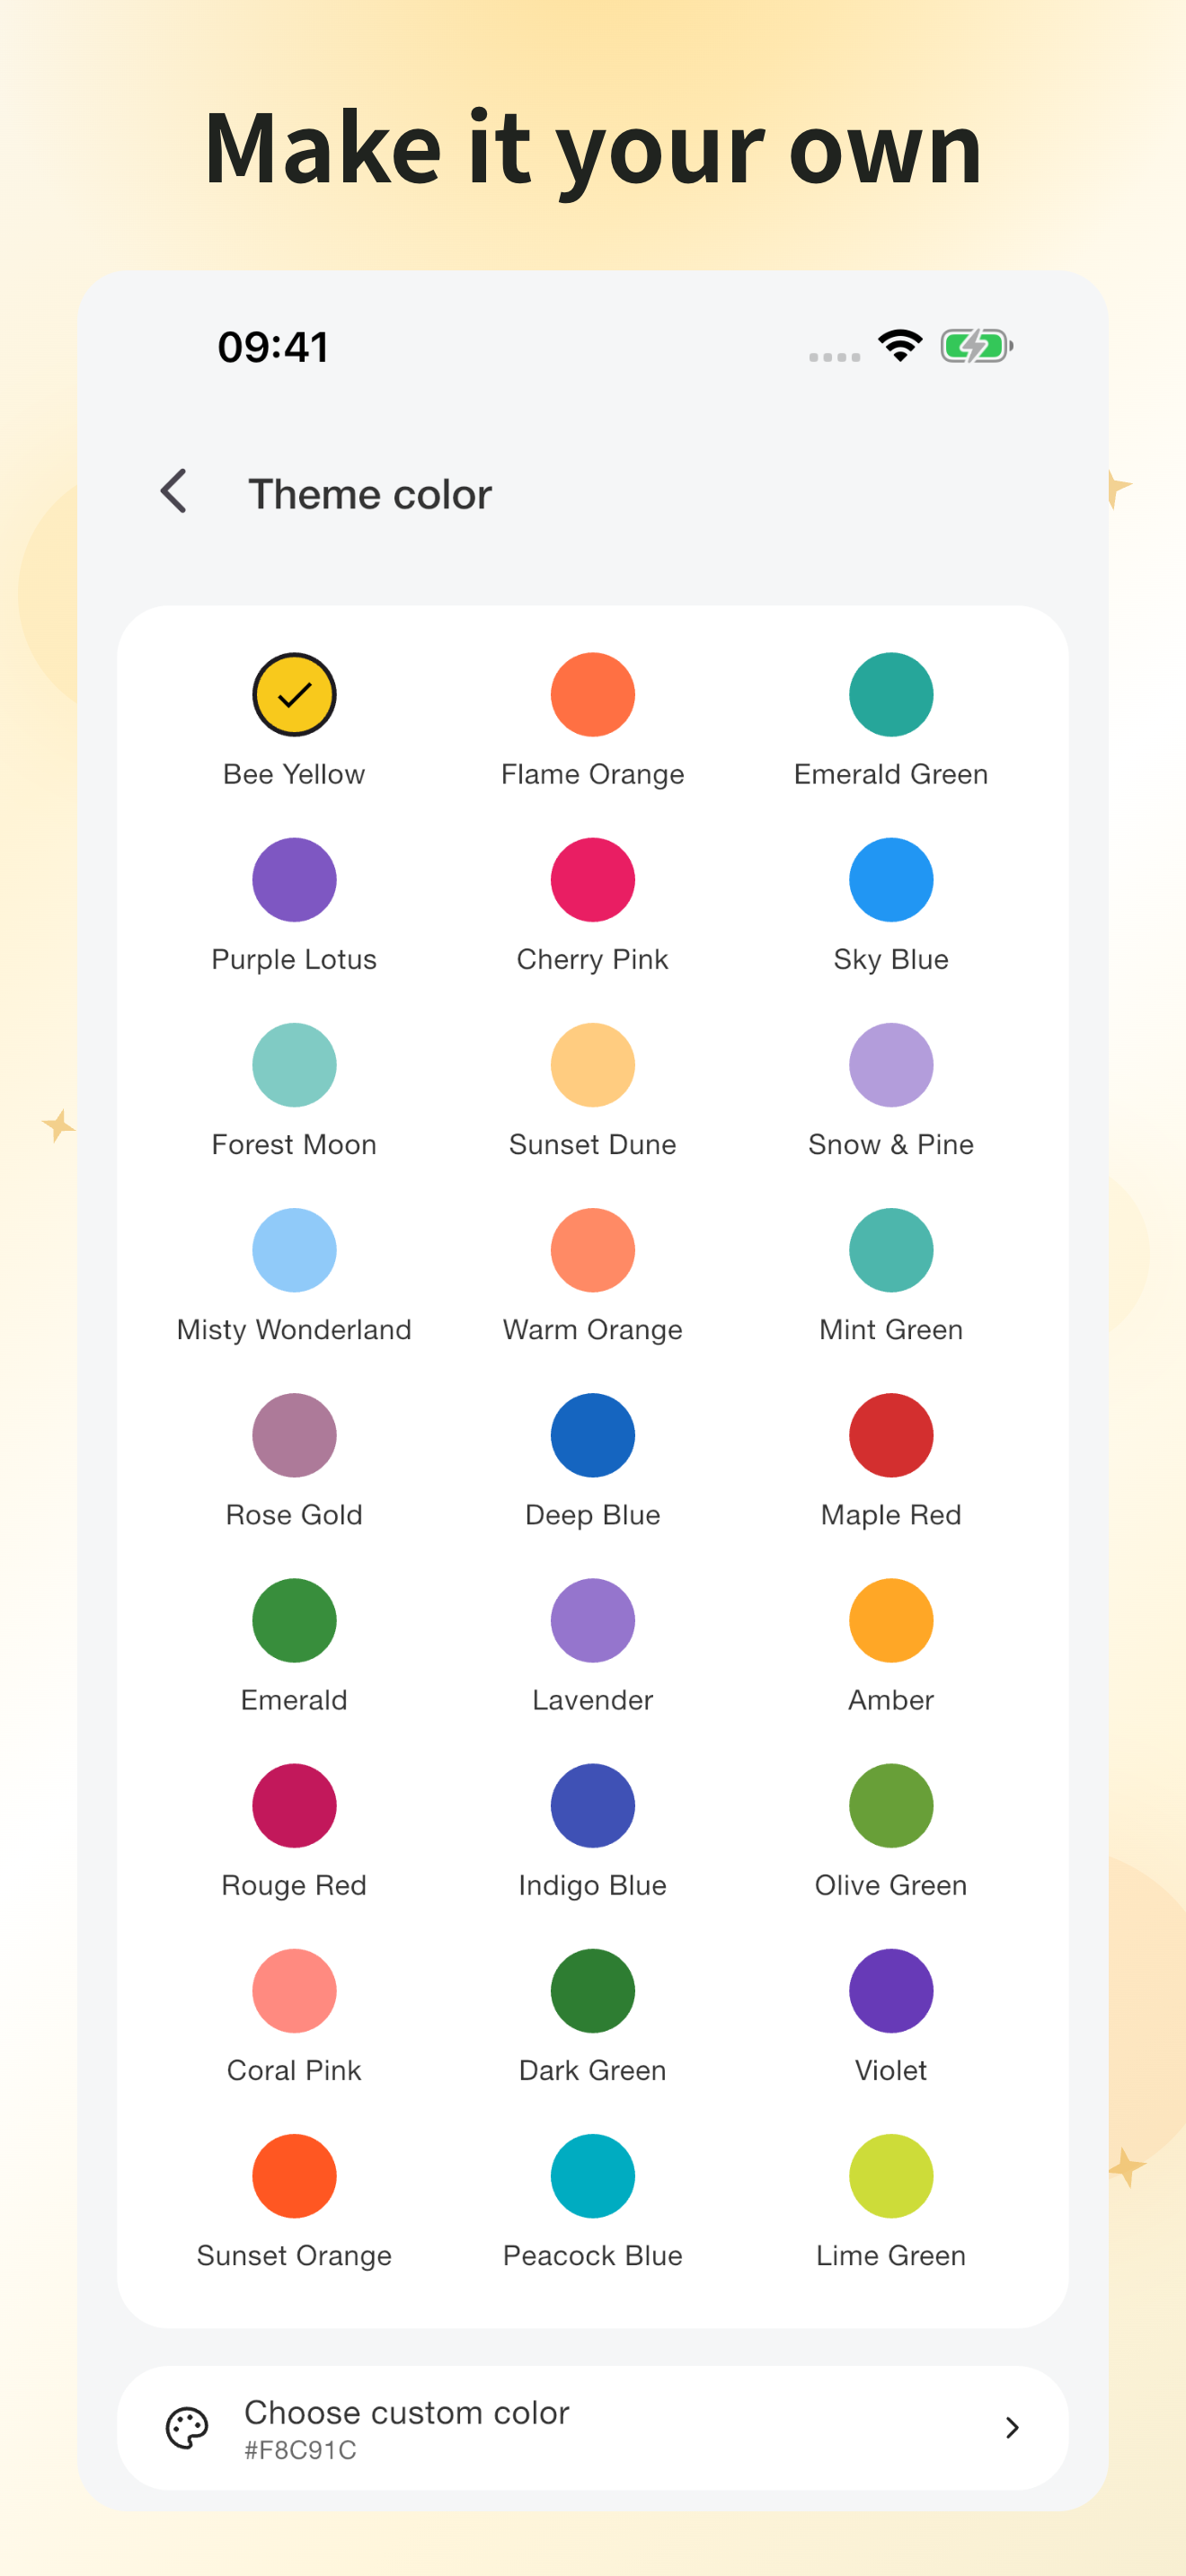 Make it your own
09:41
Theme color
Bee Yellow
Flame Orange
Emerald Green
Purple Lotus
Cherry Pink
Sky Blue
Forest Moon
Sunset Dune
Snow & Pine
Misty Wonderland
Warm Orange
Mint Green
Rose Gold
Deep Blue
Maple Red
Emerald
Lavender
Amber
Rouge Red
Indigo Blue
Olive Green
Coral Pink
Dark Green
Violet
Sunset Orange
Peacock Blue
Lime Green
Choose custom color
#F8C91C